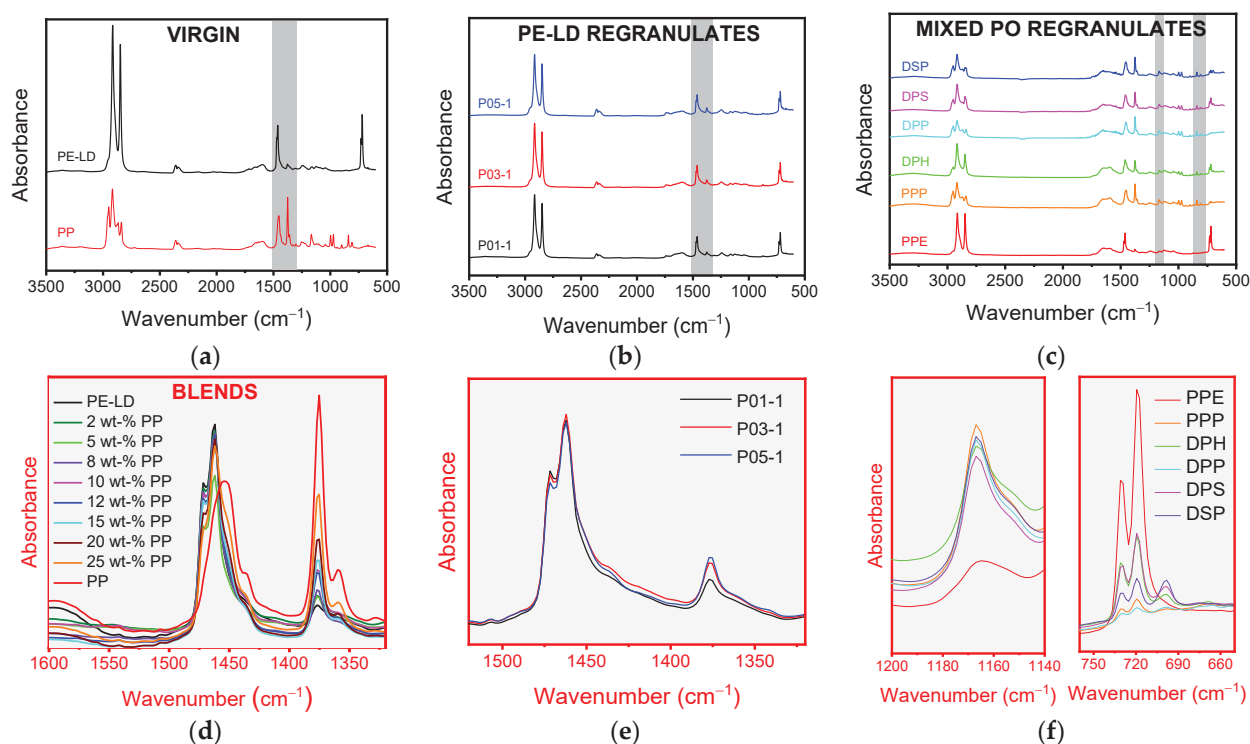 VIRGIN
PE-LD
PP
Absorbance
3500 3000 2500 2000 1500 1000 500
Wavenumber (cm−1)
(a)
PE-LD REGRANULATES
P05-1
P03-1
P01-1
Absorbance
3500 3000 2500 2000 1500 1000 500
Wavenumber (cm−1)
(b)
MIXED PO REGRANULATES
DSP
DPS
DPP
DPH
PPP
PPE
Absorbance
3500 3000 2500 2000 1500 1000 500
Wavenumber (cm−1)
(c)
BLENDS
PE-LD
2 wt-% PP
5 wt-% PP
8 wt-% PP
10 wt-% PP
12 wt-% PP
15 wt-% PP
20 wt-% PP
25 wt-% PP
PP
Absorbance
1600 1500 1450 1400 1350
Wavenumber (cm−1)
(d)
P01-1
P03-1
P05-1
Absorbance
1500 1450 1400 1350
Wavenumber (cm−1)
(e)
PPE
PPP
DPH
DPP
DPS
DSP
Absorbance
1200 1180 1160 1140
750 720 690 660
Wavenumber (cm−1)
Wavenumber (cm−1)
(f)